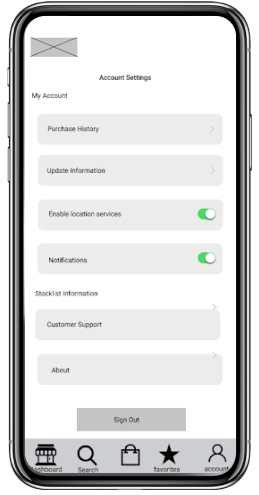 Account Settings
My Account
Purchase History
Update Information
Enable location services
Notifications
Stocklist Information
Customer Support
About
Sign Out
dashboard Search favorites account